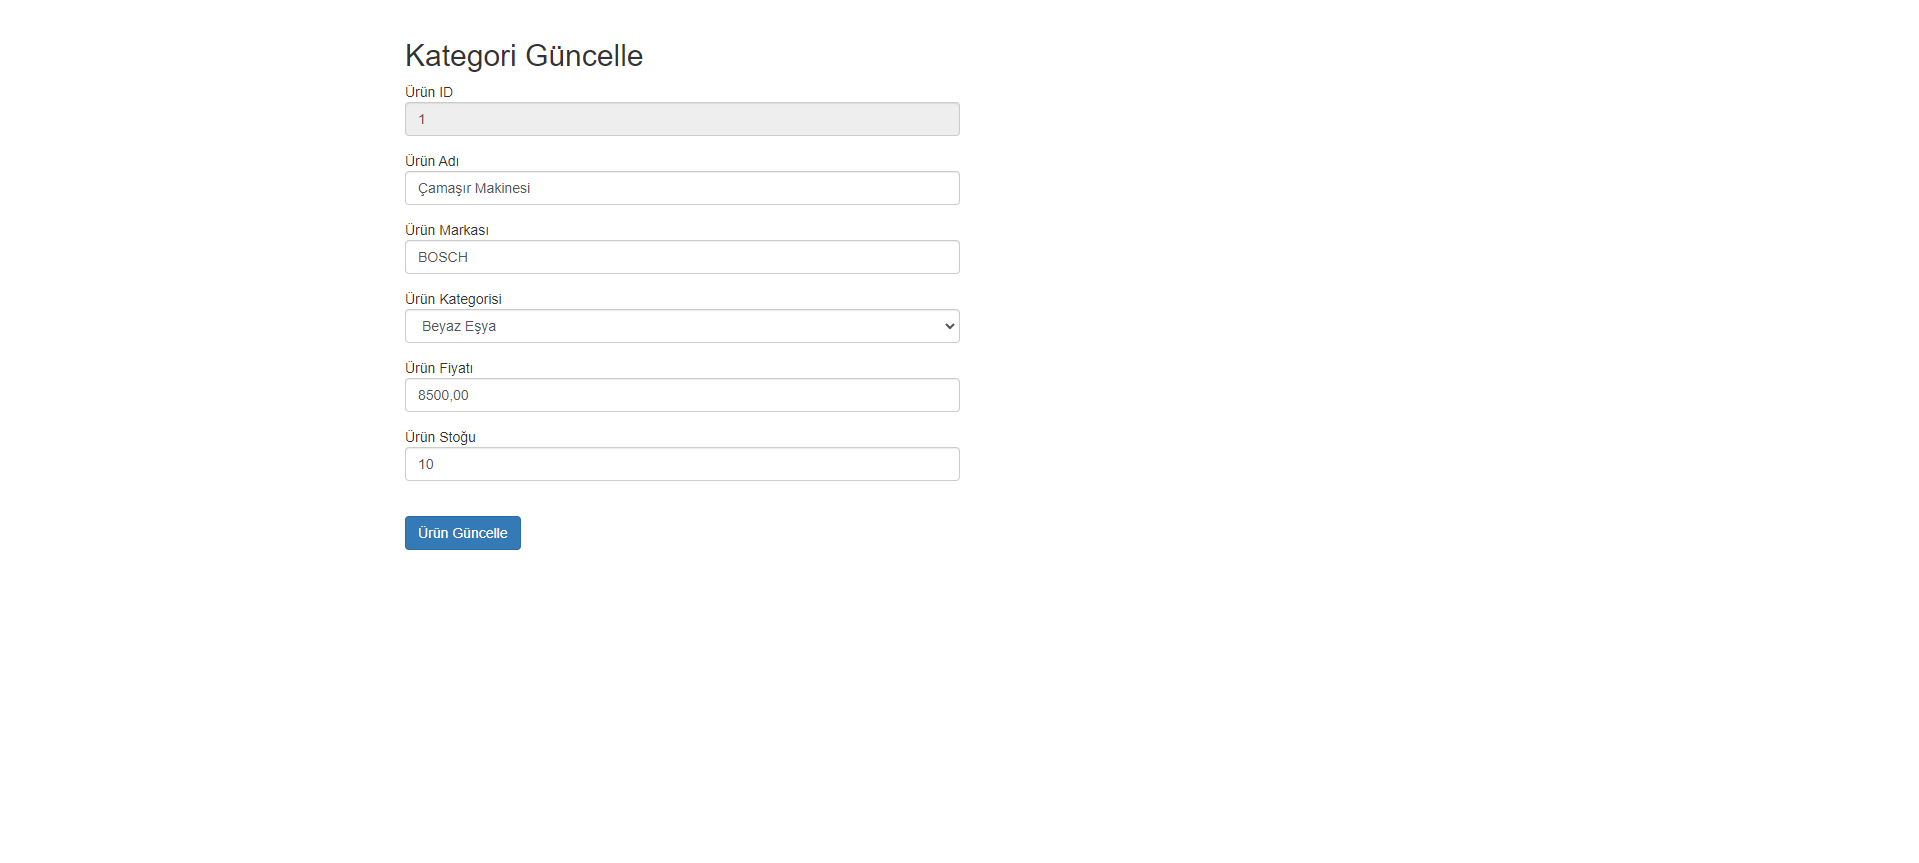 Kategori Güncelle
Ürün ID
1
Ürün Adı
Çamaşır Makinesi
Ürün Markası
BOSCH
Ürün Kategorisi
Beyaz Eşya
Ürün Fiyatı
8500,00
Ürün Stoğu
10
Ürün Güncelle